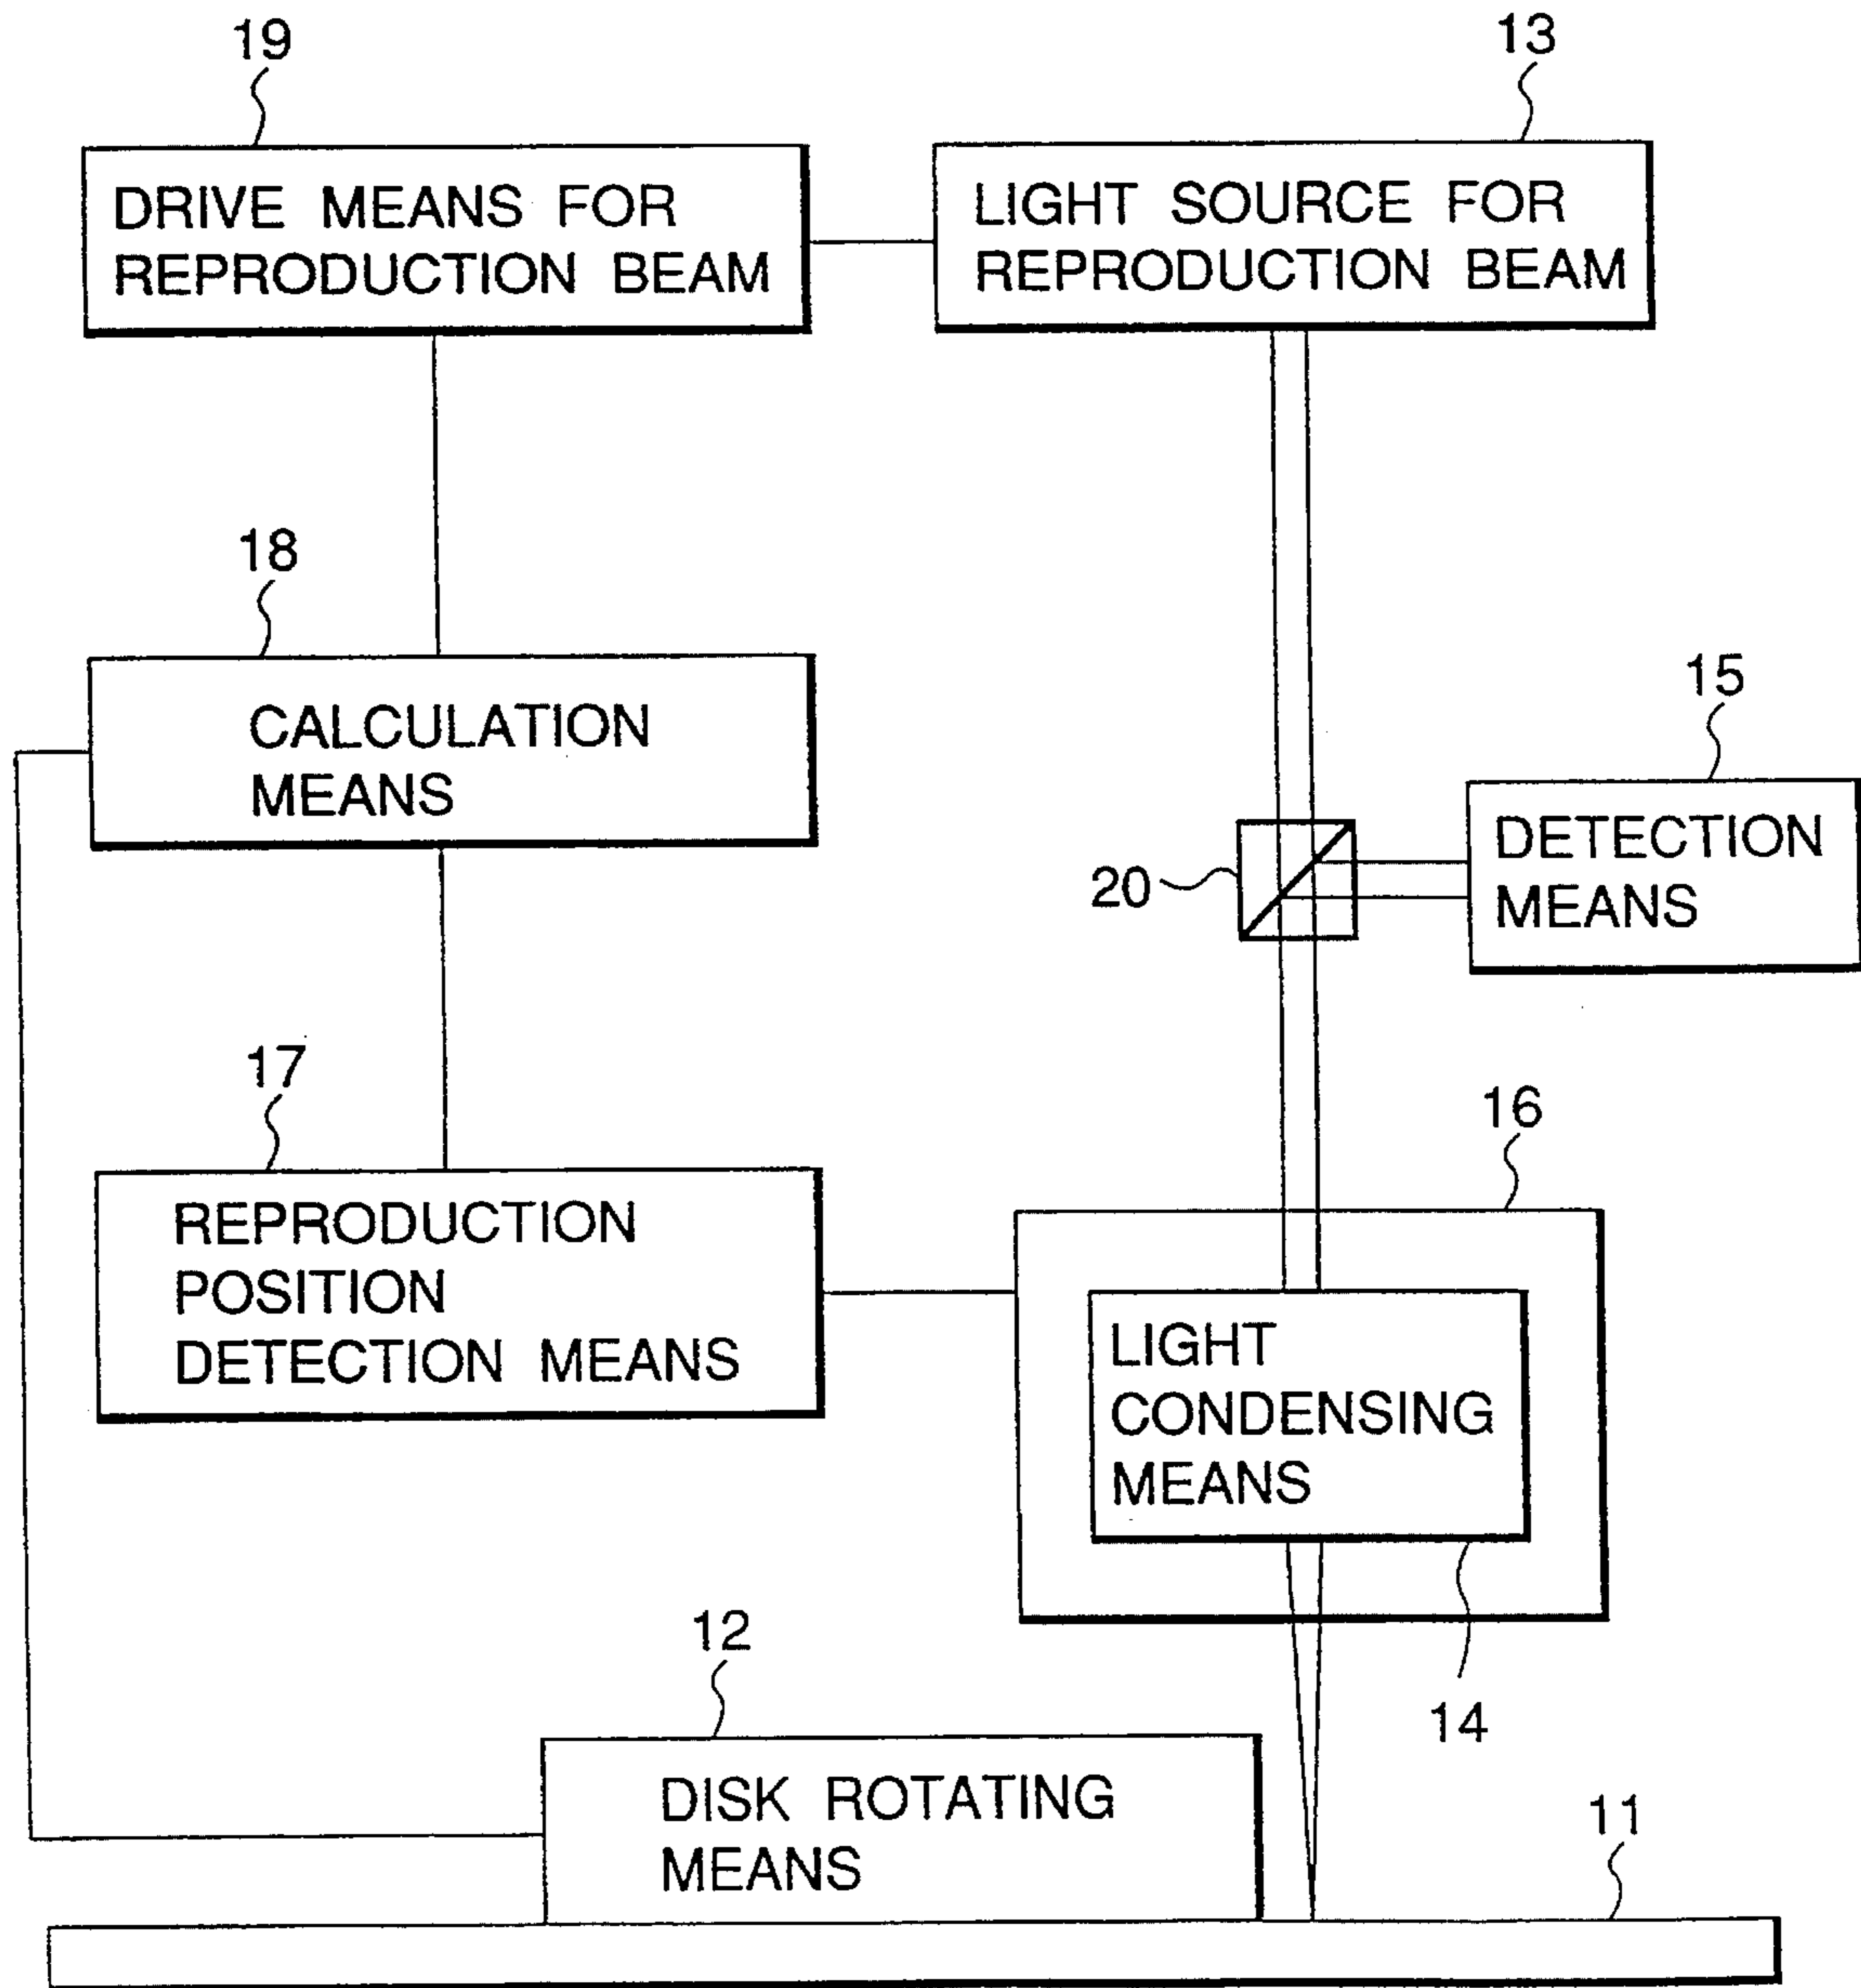 19
13
DRIVE MEANS FOR
REPRODUCTION BEAM
LIGHT SOURCE FOR
REPRODUCTION BEAM
18
CALCULATION
MEANS
15
DETECTION
MEANS
20
17
REPRODUCTION
POSITION
DETECTION MEANS
16
LIGHT
CONDENSING
MEANS
14
12
DISK ROTATING
MEANS
11